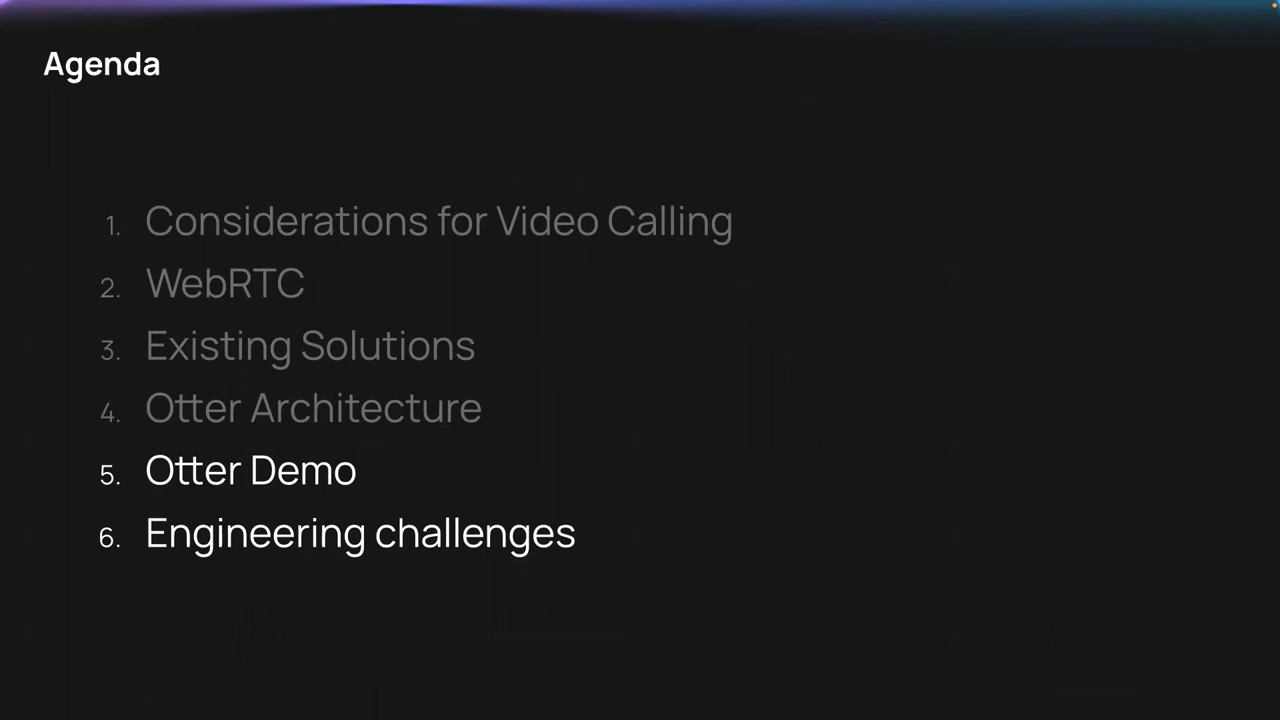 Agenda
1. Considerations for Video Calling
2. WebRTC
3. Existing Solutions
4. Otter Architecture
5. Otter Demo
6. Engineering challenges